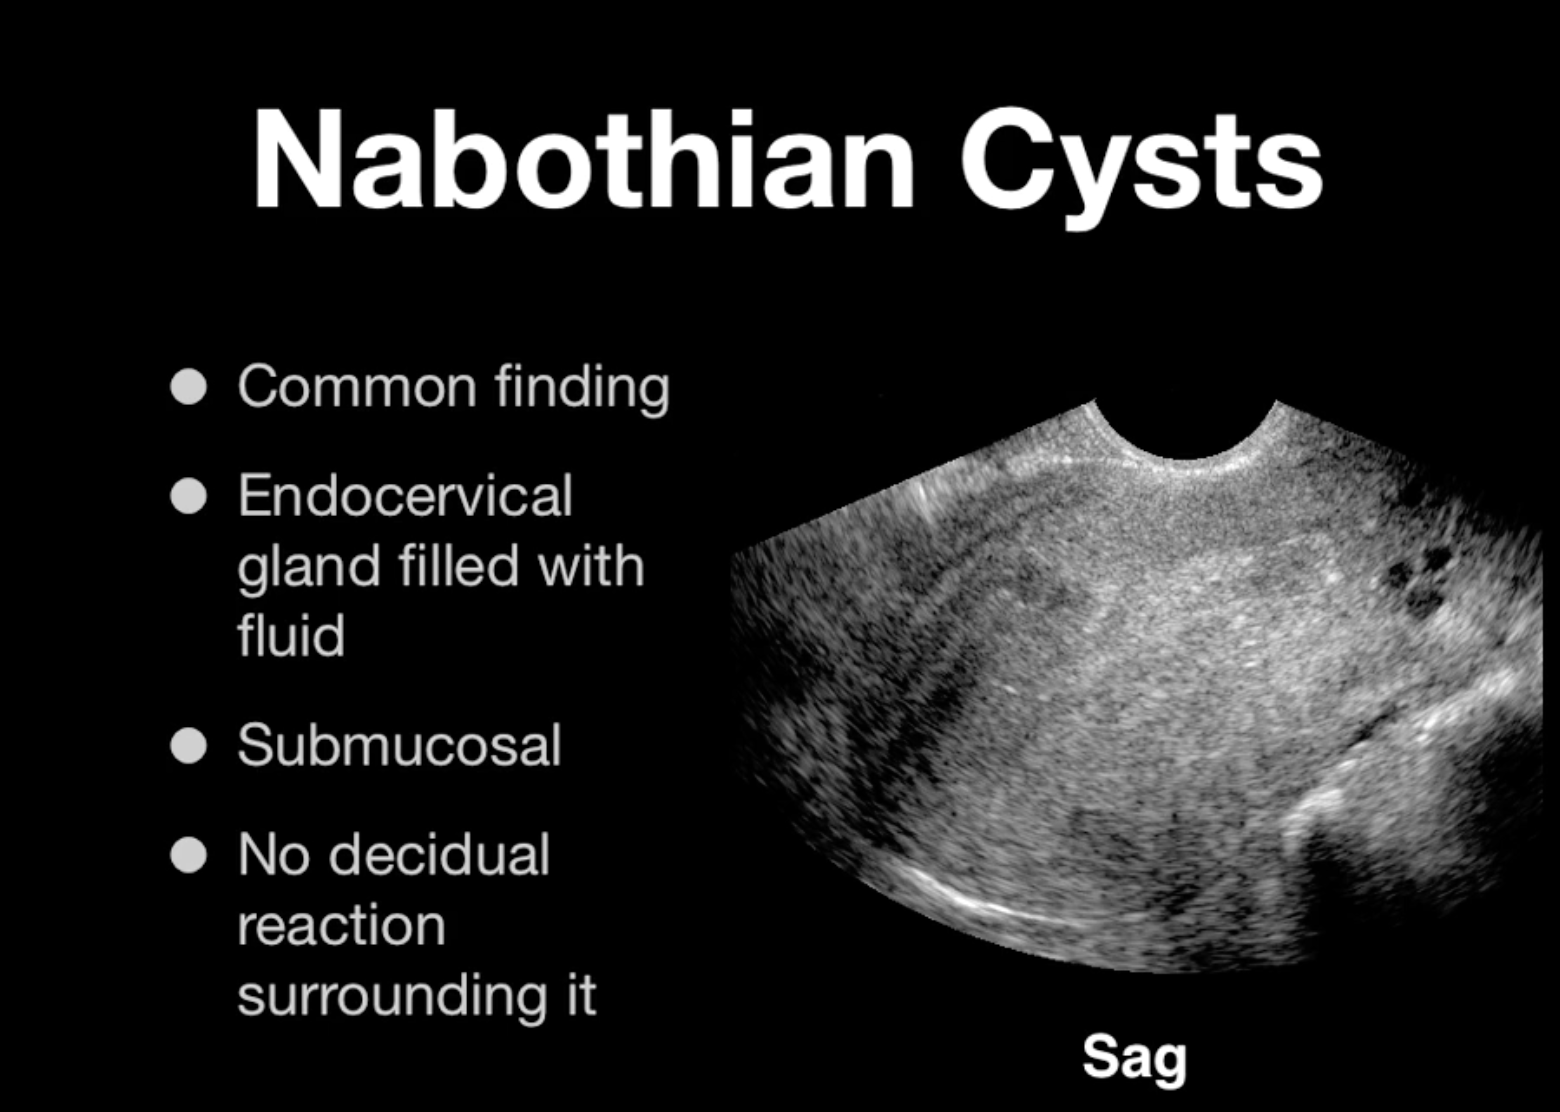 Nabothian Cysts
Common finding
Endocervical
gland filled with
fluid
Submucosal
No decidual
reaction
surrounding it
Sag